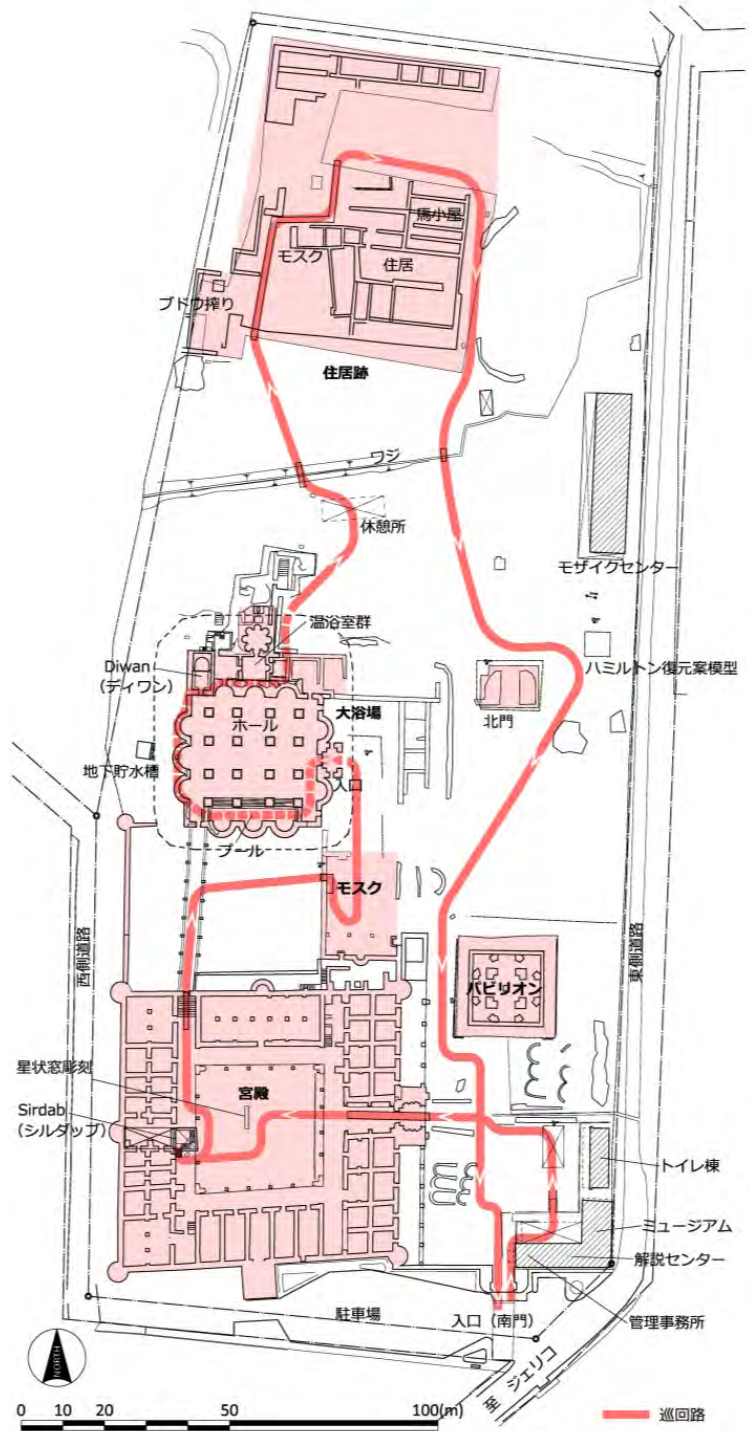 馬小屋
モスク
住居
ブドウ搾り
住居跡
ワジ
休憩所
モザイクセンター
温浴室群
Diwan
(ディワン)
ハミルトン復元案模型
北門
大浴場
ホール
地下貯水槽
入口
プール
モスク
西側道路
東側道路
パビリオン
星状窓彫刻
宮殿
Sirdab
(シルダップ)
トイレ棟
ミュージアム
解説センター
管理事務所
入口(南門)
駐車場
至 ジェリコ
NORTH
0 10 20 50 100(m)
巡回路